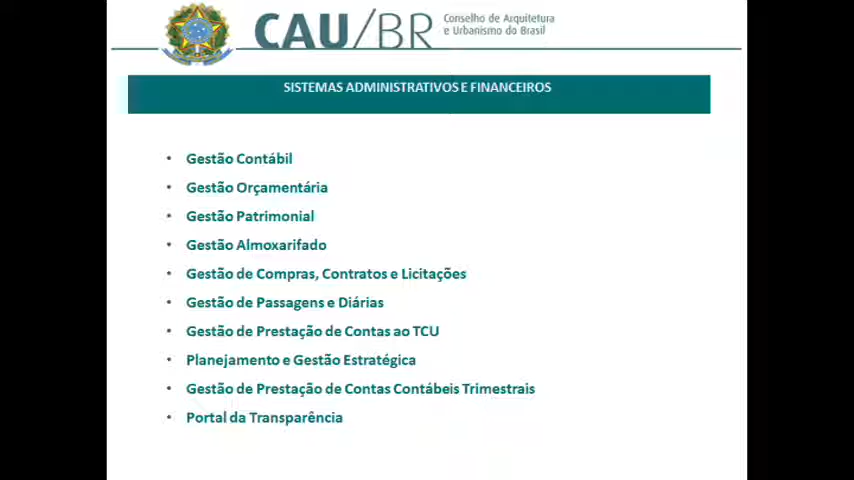 CAU/BR
Conselho de Arquitetura
e Urbanismo do Brasil
SISTEMAS ADMINISTRATIVOS E FINANCEIROS
• Gestão Contábil
• Gestão Orçamentária
• Gestão Patrimonial
• Gestão Almoxarifado
• Gestão de Compras, Contratos e Licitações
• Gestão de Passagens e Diárias
• Gestão de Prestação de Contas ao TCU
• Planejamento e Gestão Estratégica
• Gestão de Prestação de Contas Contábeis Trimestrais
• Portal da Transparência